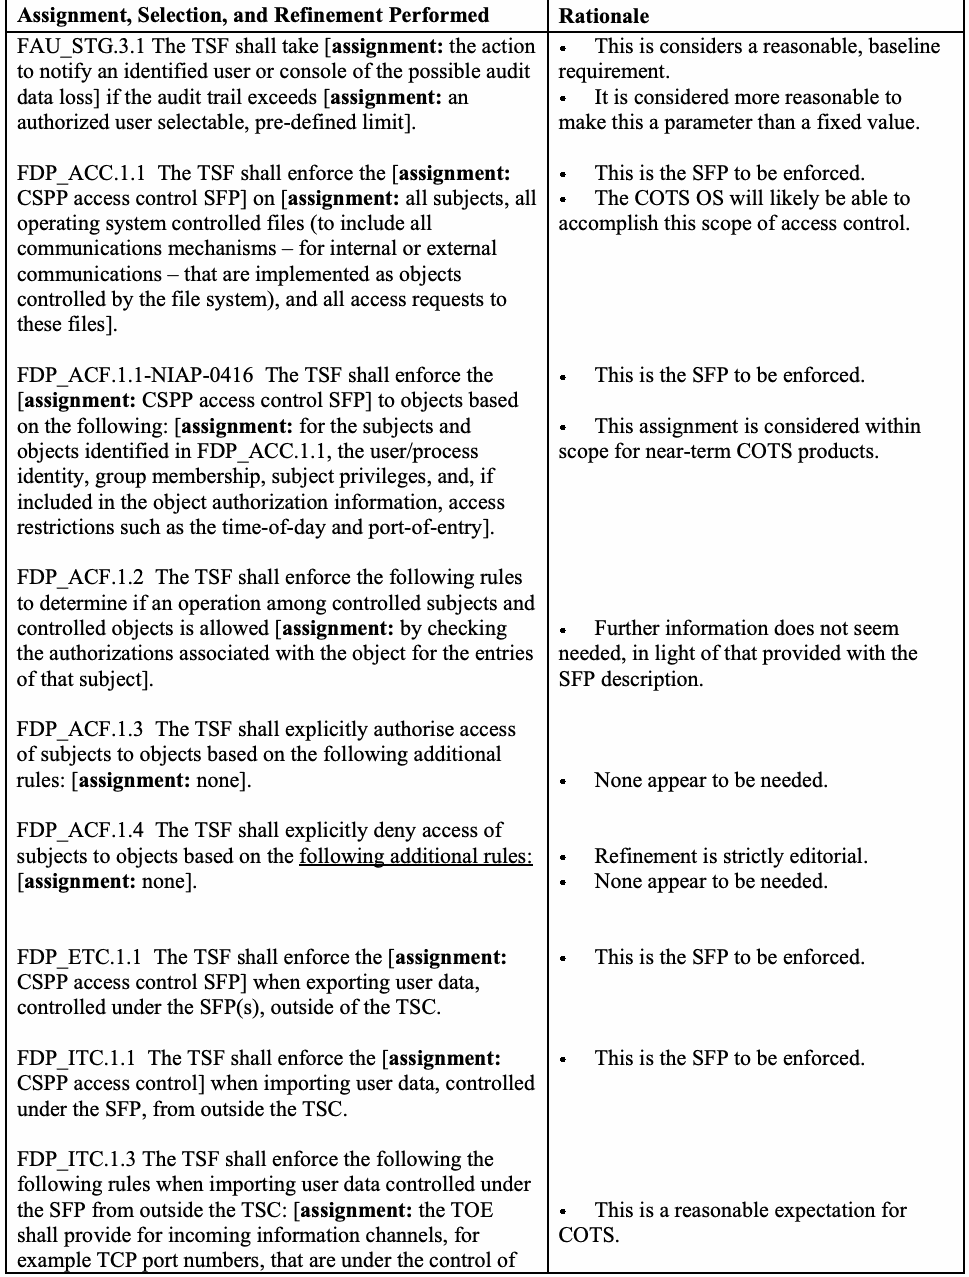 Assignment, Selection, and Refinement Performed
FAU_STG.3.1 The TSF shall take [assignment: the action
to notify an identified user or console of the possible audit
data loss] if the audit trail exceeds [assignment: an
authorized user selectable, pre-defined limit].
FDP_ACC.1.1  The TSF shall enforce the [assignment:
CSPP access control SFP] on [assignment: all subjects, all
operating system controlled files (to include all
communications mechanisms – for internal or external
communications – that are implemented as objects
controlled by the file system), and all access requests to
these files].
FDP_ACF.1.1-NIAP-0416  The TSF shall enforce the
[assignment: CSPP access control SFP] to objects based
on the following: [assignment: for the subjects and
objects identified in FDP_ACC.1.1, the user/process
identity, group membership, subject privileges, and, if
included in the object authorization information, access
restrictions such as the time-of-day and port-of-entry].
FDP_ACF.1.2  The TSF shall enforce the following rules
to determine if an operation among controlled subjects and
controlled objects is allowed [assignment: by checking
the authorizations associated with the object for the entries
of that subject].
FDP_ACF.1.3  The TSF shall explicitly authorise access
of subjects to objects based on the following additional
rules: [assignment: none].
FDP_ACF.1.4  The TSF shall explicitly deny access of
subjects to objects based on the following additional rules:
[assignment: none].
FDP_ETC.1.1  The TSF shall enforce the [assignment:
CSPP access control SFP] when exporting user data,
controlled under the SFP(s), outside of the TSC.
FDP_ITC.1.1  The TSF shall enforce the [assignment:
CSPP access control] when importing user data, controlled
under the SFP, from outside the TSC.
FDP_ITC.1.3 The TSF shall enforce the following the
following rules when importing user data controlled under
the SFP from outside the TSC: [assignment: the TOE
shall provide for incoming information channels, for
example TCP port numbers, that are under the control of
Rationale
• This is considers a reasonable, baseline
requirement.
• It is considered more reasonable to
make this a parameter than a fixed value.
• This is the SFP to be enforced.
• The COTS OS will likely be able to
accomplish this scope of access control.
• This is the SFP to be enforced.
• This assignment is considered within
scope for near-term COTS products.
• Further information does not seem
needed, in light of that provided with the
SFP description.
• None appear to be needed.
• Refinement is strictly editorial.
• None appear to be needed.
• This is the SFP to be enforced.
• This is the SFP to be enforced.
• This is a reasonable expectation for
COTS.